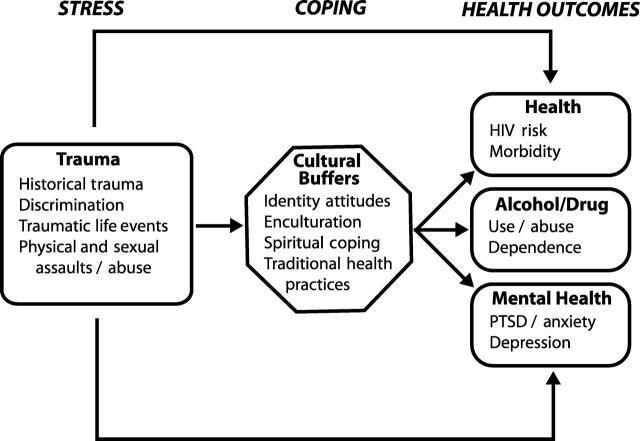 STRESS
COPING
HEALTH OUTCOMES
Trauma
Historical trauma
Discrimination
Traumatic life events
Physical and sexual
assaults / abuse
Cultural
Buffers
Identity attitudes
Enculturation
Spiritual coping
Traditional health
practices
Health
HIV risk
Morbidity
Alcohol/Drug
Use / abuse
Dependence
Mental Health
PTSD / anxiety
Depression